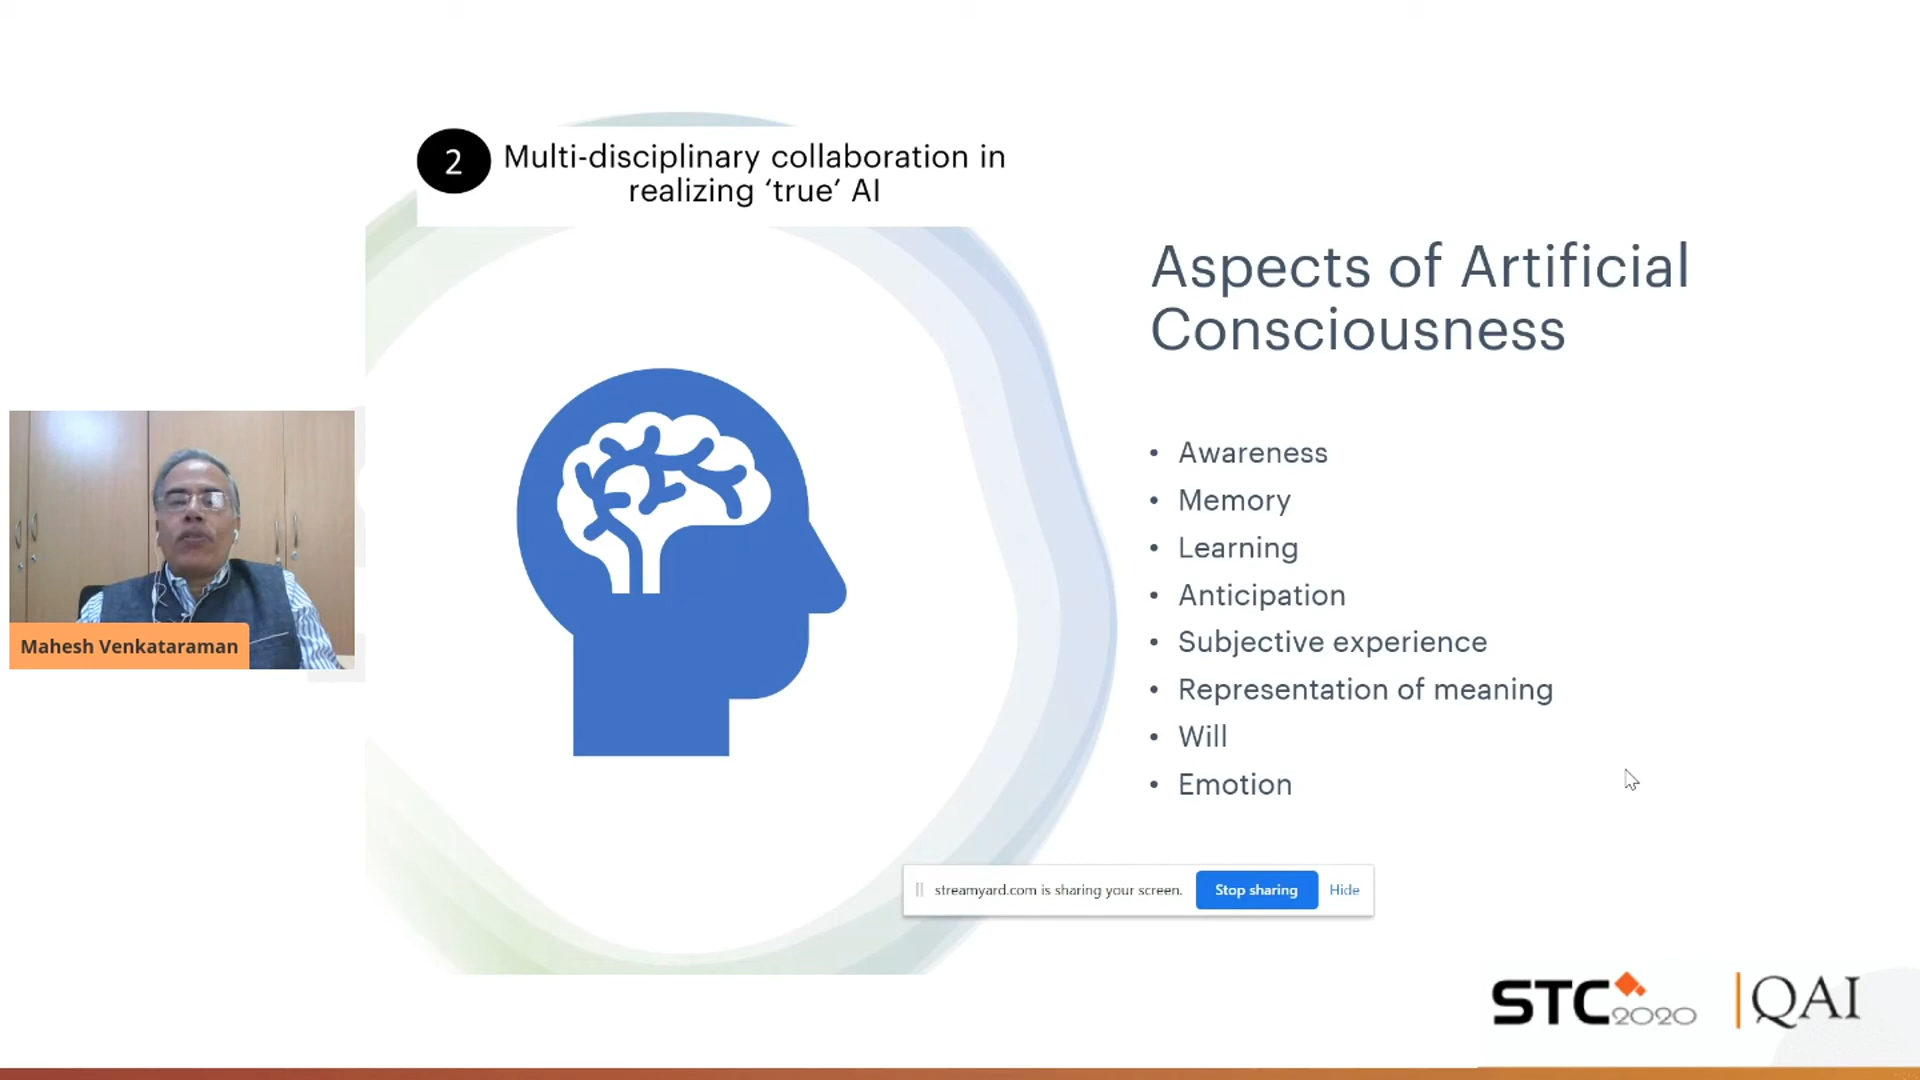 2
Multi-disciplinary collaboration in
realizing ‘true’ AI
Aspects of Artificial
Consciousness
• Awareness
• Memory
• Learning
• Anticipation
• Subjective experience
• Representation of meaning
• Will
• Emotion
Mahesh Venkataraman
streamyard.com is sharing your screen. Stop sharing Hide
STC 2020 | QAI